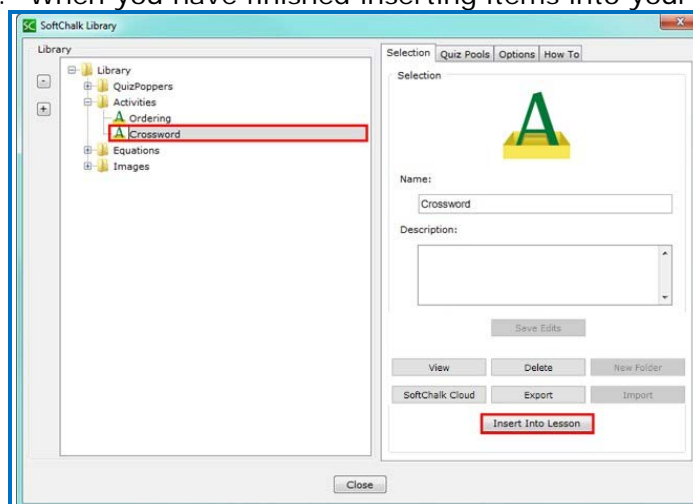 . When you have finished inserting items into your
SoftChalk Library
Library
Library
QuizPoppers
Activities
Ordering
Crossword
Equations
Images
Selection Quiz Pools Options How To
Selection
Name:
Crossword
Description:
Save Edits
View Delete New Folder
SoftChalk Cloud Export Import
Insert Into Lesson
Close